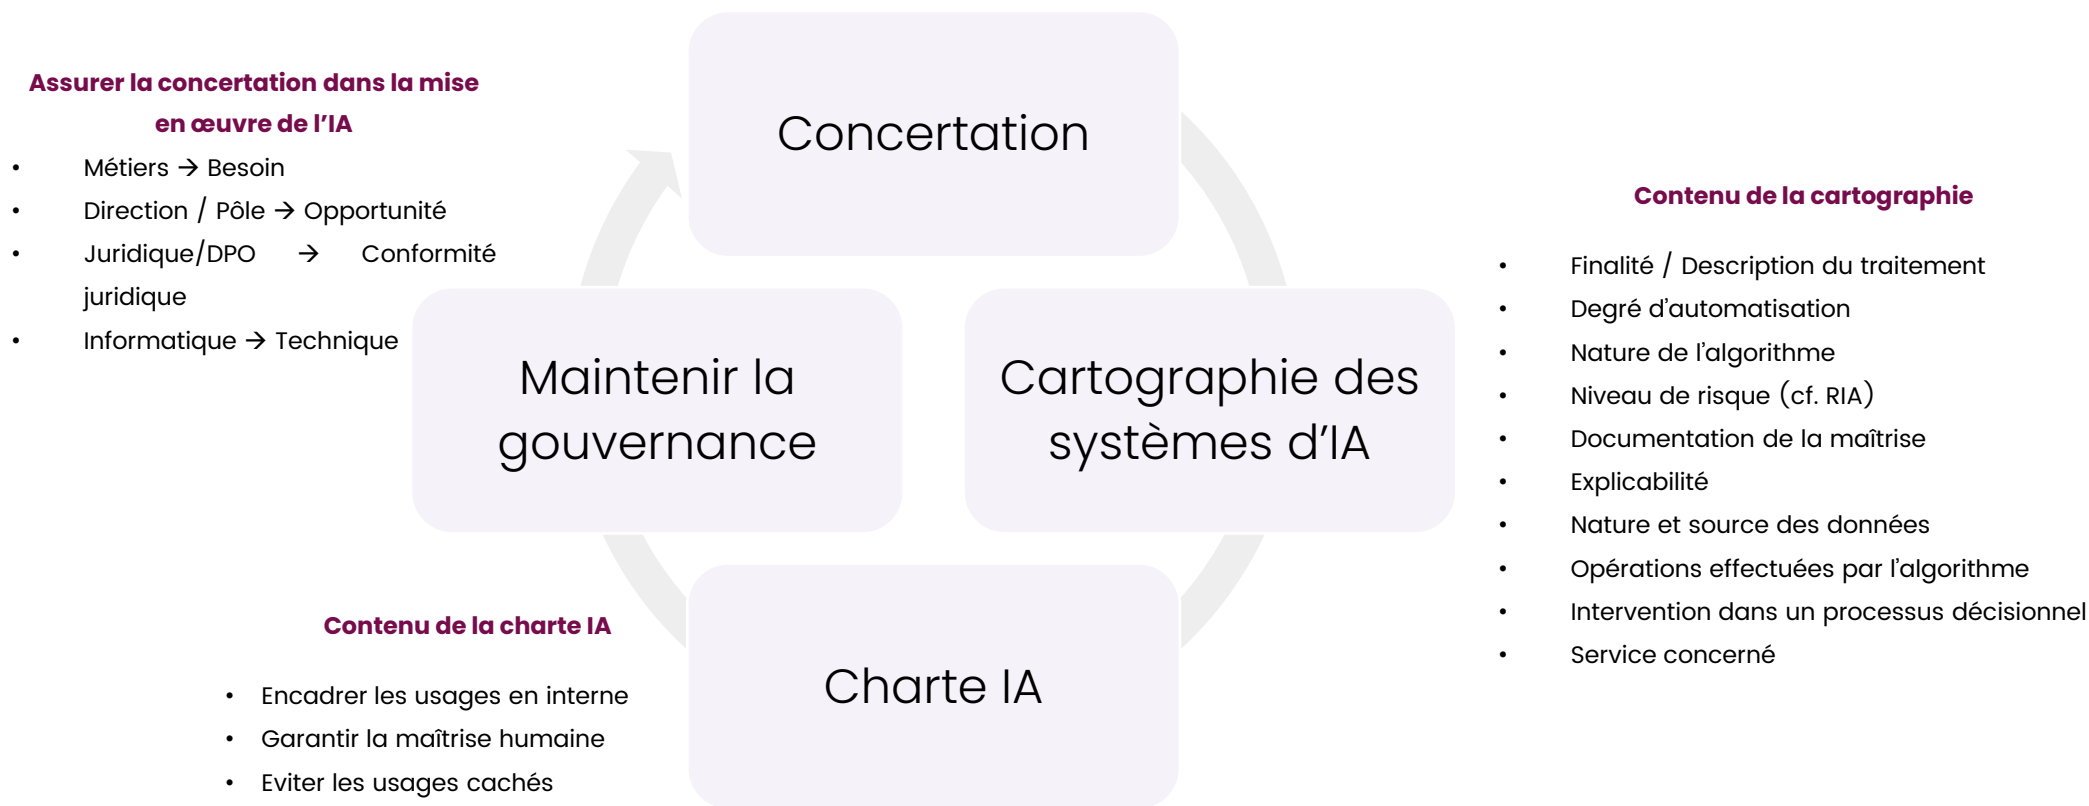 Assurer la concertation dans la mise
en œuvre de l’IA
• Métiers → Besoin
• Direction / Pôle → Opportunité
• Juridique/DPO → Conformité
juridique
• Informatique → Technique
Concertation
Cartographie des
systèmes d’IA
Contenu de la cartographie
• Finalité / Description du traitement
• Degré d’automatisation
• Nature de l’algorithme
• Niveau de risque (cf. RIA)
• Documentation de la maîtrise
• Explicabilité
• Nature et source des données
• Opérations effectuées par l’algorithme
• Intervention dans un processus décisionnel
• Service concerné
Maintenir la
gouvernance
Charte IA
Contenu de la charte IA
• Encadrer les usages en interne
• Garantir la maîtrise humaine
• Eviter les usages cachés